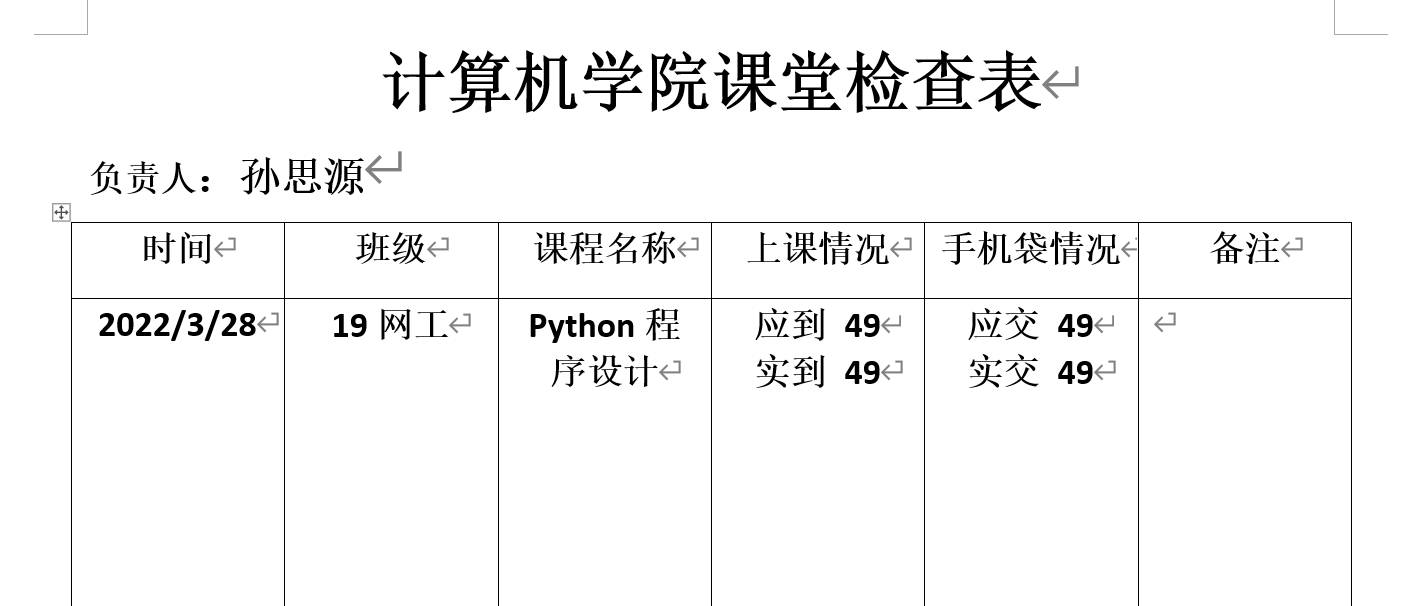 计算机学院课堂检查表
负责人：孙思源
时间 班级 课程名称 上课情况 手机袋情况 备注
2022/3/28 19 网工 Python 程 应到 49 应交 49
序设计 实到 49 实交 49